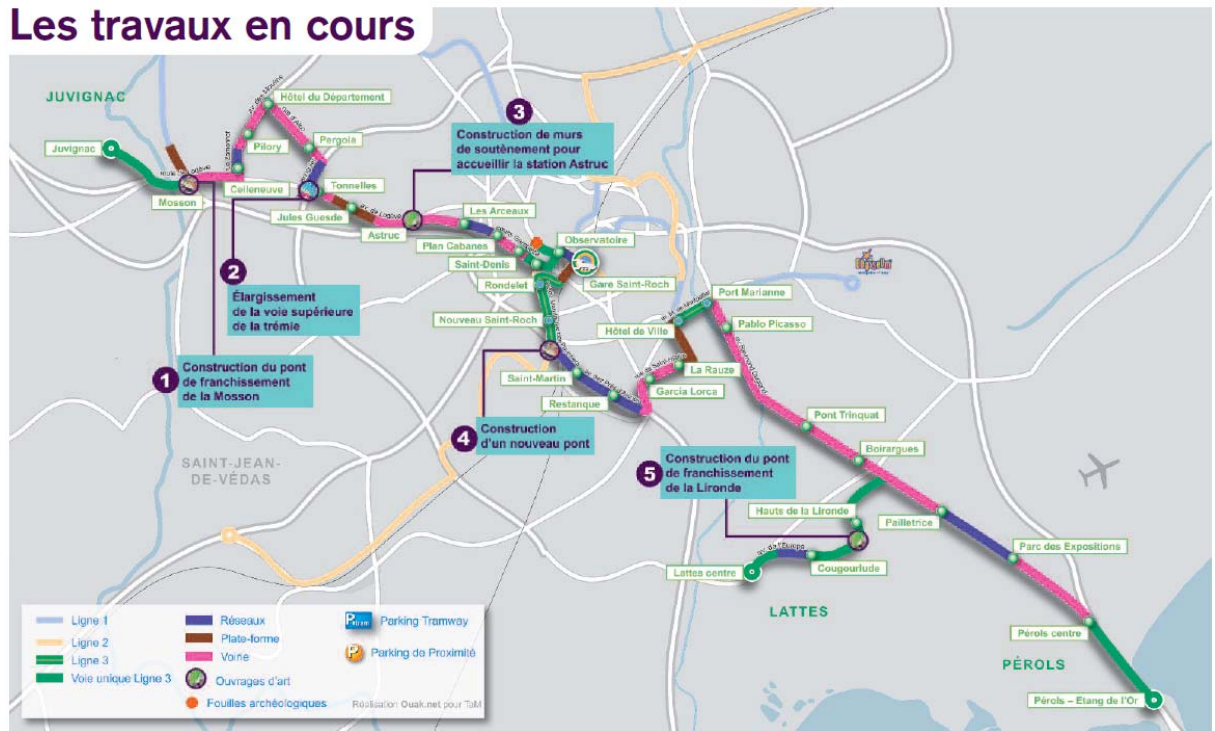 Les travaux en cours
JUVIGNAC
Juvignac
Mosson
Celleneuve
Pilory
Hôtel du Département
Pergola
Tonnelles
Jules Guesde
Astruc
Les Arceaux
Plan Cabanes
Saint-Denis
Observatoire
Gare Saint-Roch
Rondelet
Nouveau Saint-Roch
Saint-Martin
Restanque
Garcia Lorca
La Rauze
Hôtel de Ville
Port Marianne
Pablo Picasso
Pont Trinquat
Boirargues
Hauts de la Lironde
Pailletrice
Cougourlude
av. de l'Europe
Lattes centre
Parc des Expositions
Pérols centre
Pérols – Etang de l'Or
LATTES
PÉROLS
SAINT-JEAN-
DE-VÉDAS
1
Construction du pont
de franchissement
de la Mosson
2
Élargissement
de la voie supérieure
de la trémie
3
Construction de murs
de soutènement pour
accueillir la station Astruc
4
Construction
d'un nouveau pont
5
Construction du pont
de franchissement
de la Lironde
Ligne 1
Ligne 2
Ligne 3
Voie unique Ligne 3
Réseaux
Plate-forme
Voirie
Ouvrages d'art
Fouilles archéologiques
Parking Tramway
Parking de Proximité
Réalisation Ouak.net pour TaM